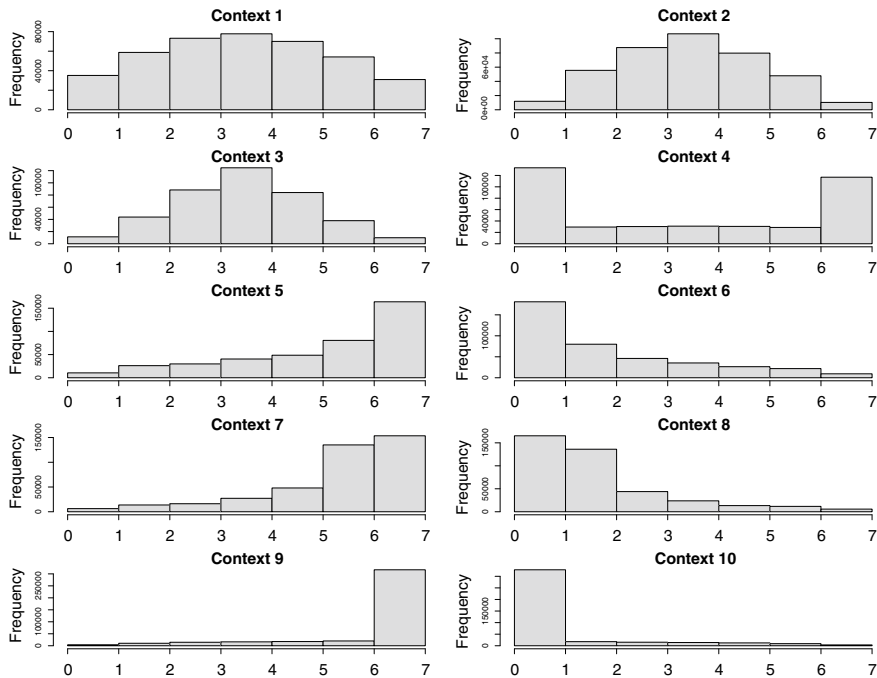 Context 1
Frequency
0 40000 80000
0 1 2 3 4 5 6 7
Context 2
Frequency
0e+00 6e+04
0 1 2 3 4 5 6 7
Context 3
Frequency
0 40000 100000
0 1 2 3 4 5 6 7
Context 4
Frequency
0 40000 100000
0 1 2 3 4 5 6 7
Context 5
Frequency
0 50000 150000
0 1 2 3 4 5 6 7
Context 6
Frequency
0 100000
0 1 2 3 4 5 6 7
Context 7
Frequency
0 50000 150000
0 1 2 3 4 5 6 7
Context 8
Frequency
0 50000 150000
0 1 2 3 4 5 6 7
Context 9
Frequency
0 100000 250000
0 1 2 3 4 5 6 7
Context 10
Frequency
0 150000
0 1 2 3 4 5 6 7